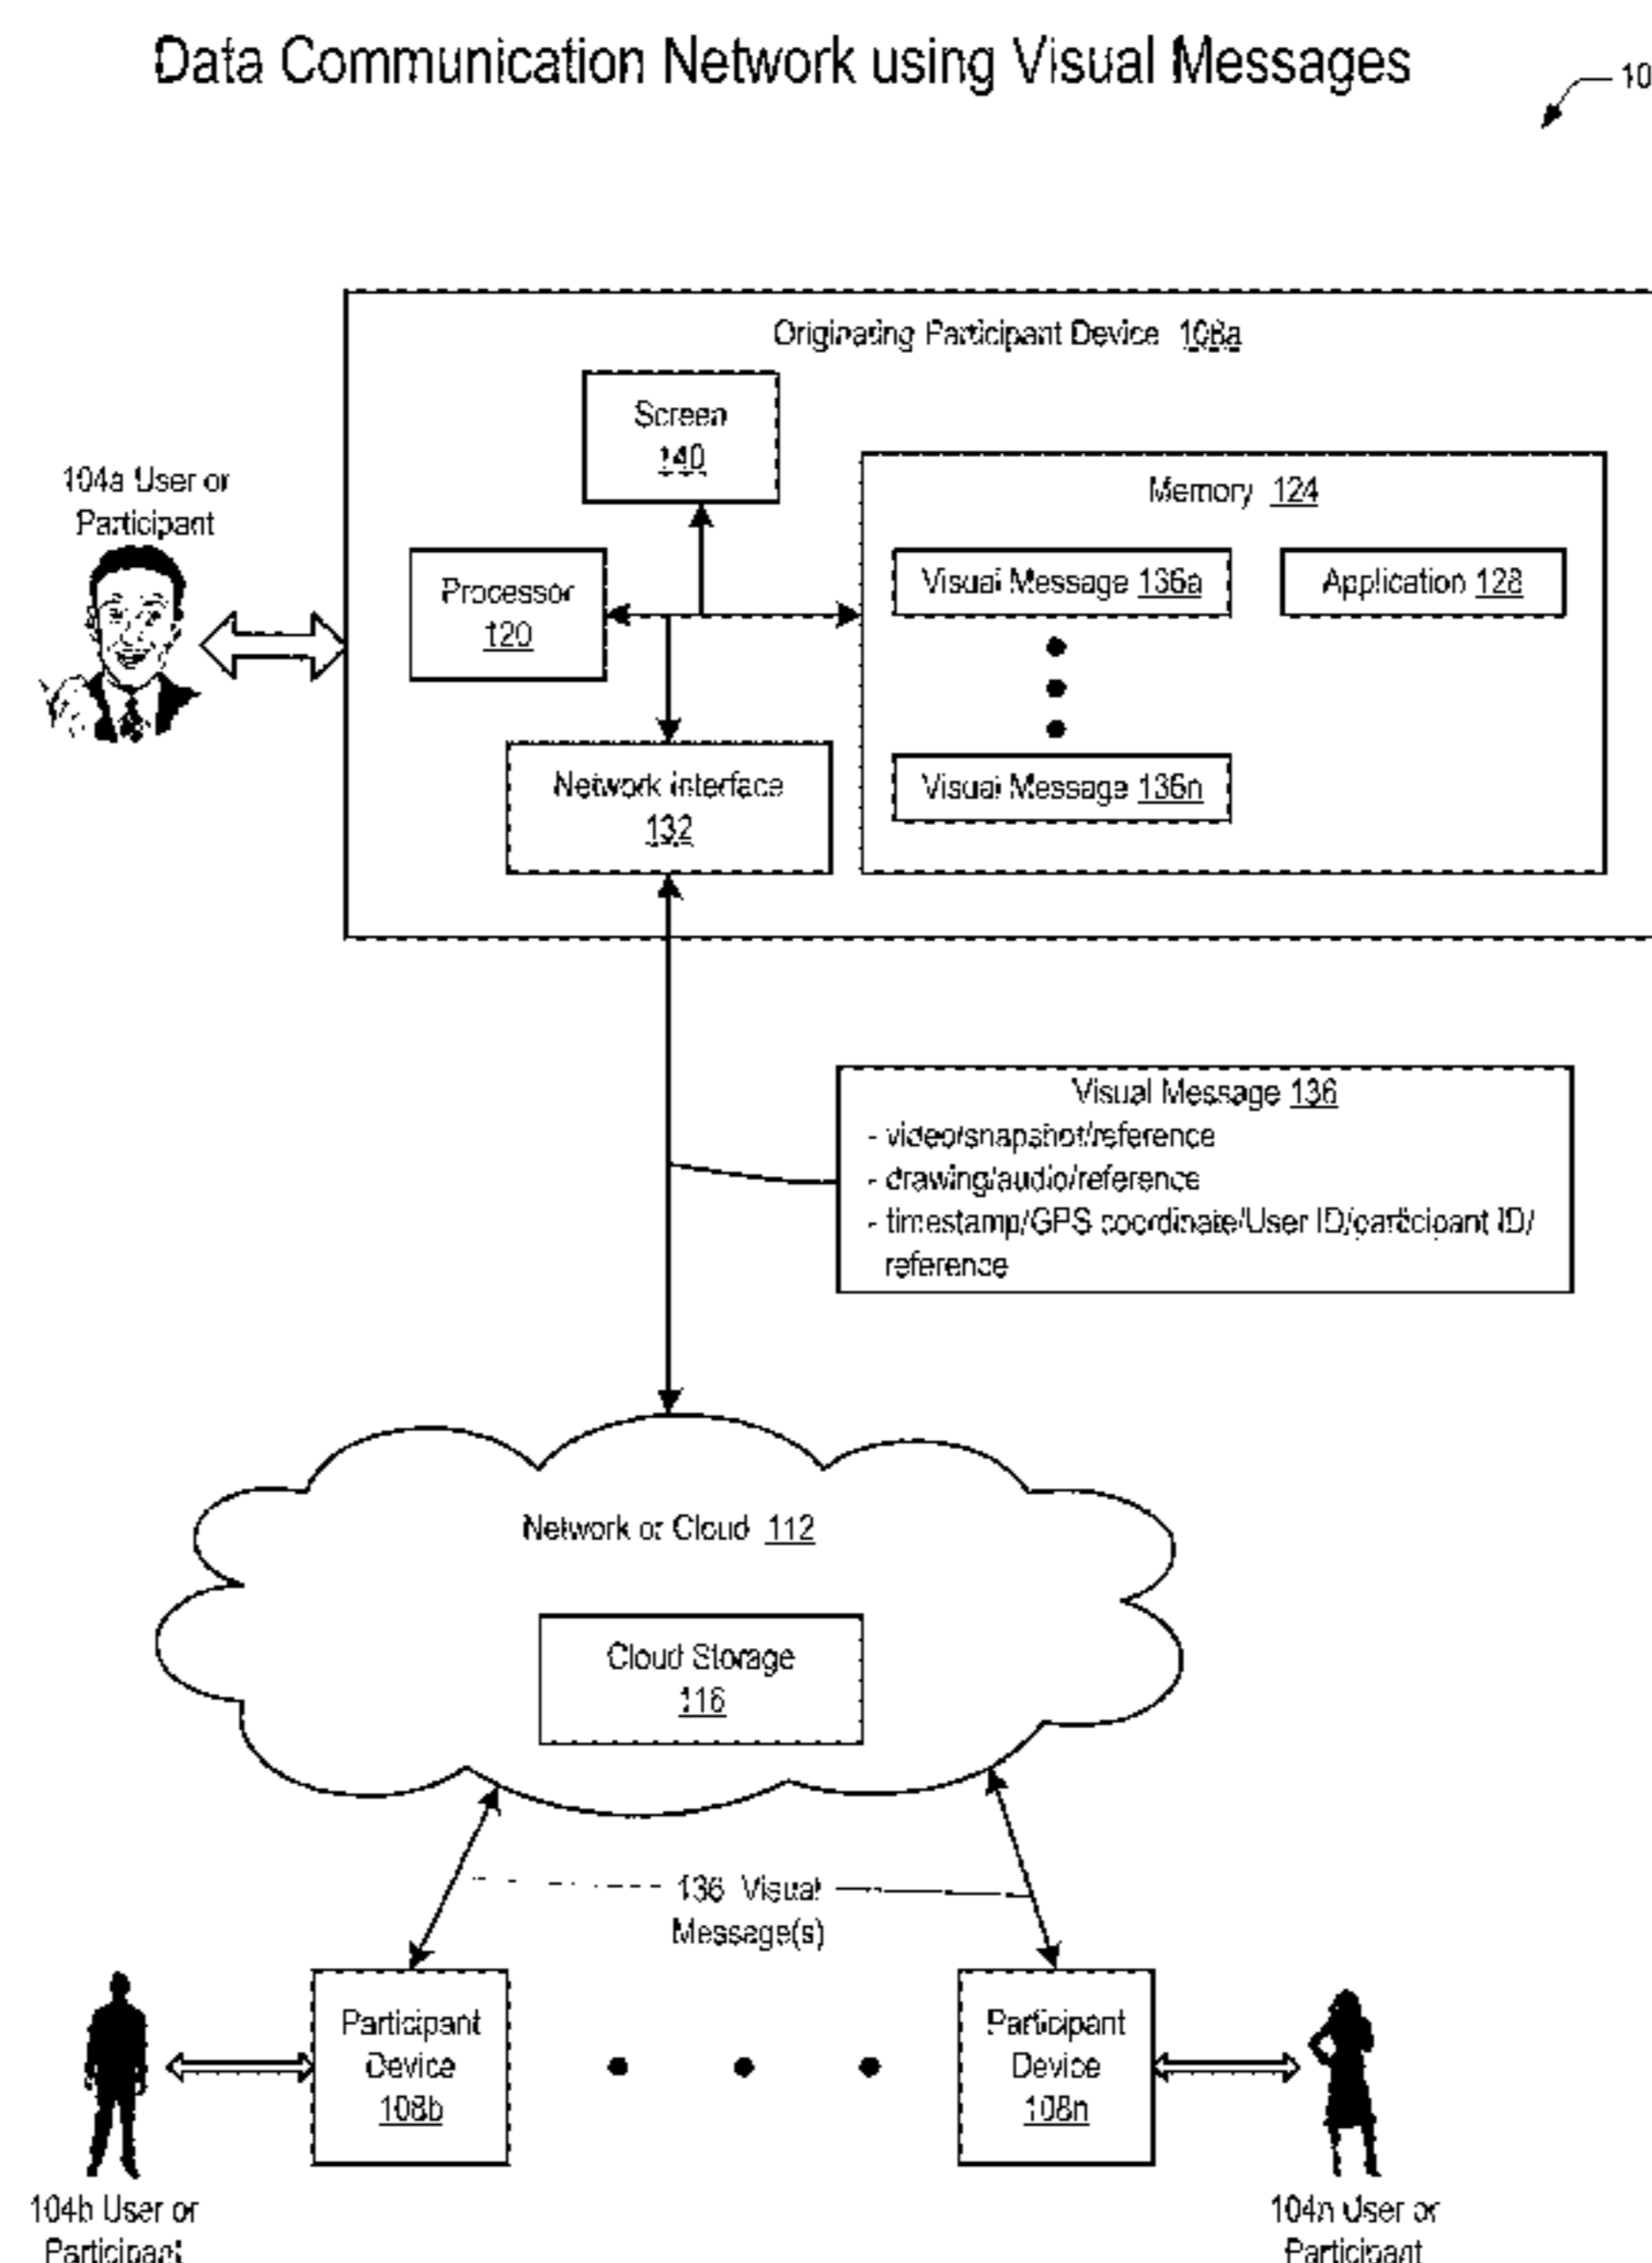 Data Communication Network using Visual Messages
10
Originating Participant Device 108a
Screen
140
104a User or
Participant
Memory 124
Processor
120
Visual Message 136a
Application 128
Network interface
132
Visual Message 136n
Visual Message 136
- video/snapshot/reference
- drawing/audio/reference
- timestamp/GPS coordinate/User ID/participant ID/
reference
Network or Cloud 112
Cloud Storage
116
136 Visual
Message(s)
Participant
Device
108b
Participant
Device
108n
104b User or
Participant
104n User or
Participant